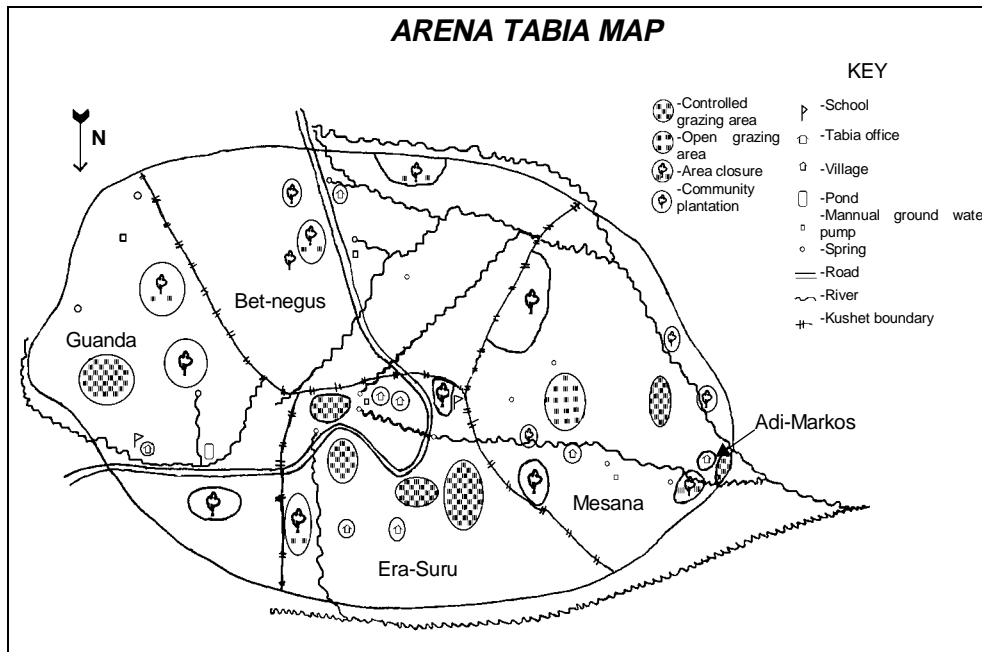 ARENA TABIA MAP
KEY
N
-Controlled
grazing area
-Open grazing
area
-Area closure
-Community
plantation
-School
-Tabia office
-Village
-Pond
-Mannual ground water
pump
-Spring
-Road
-River
-Kushet boundary
Bet-negus
Guanda
Adi-Markos
Mesana
Era-Suru